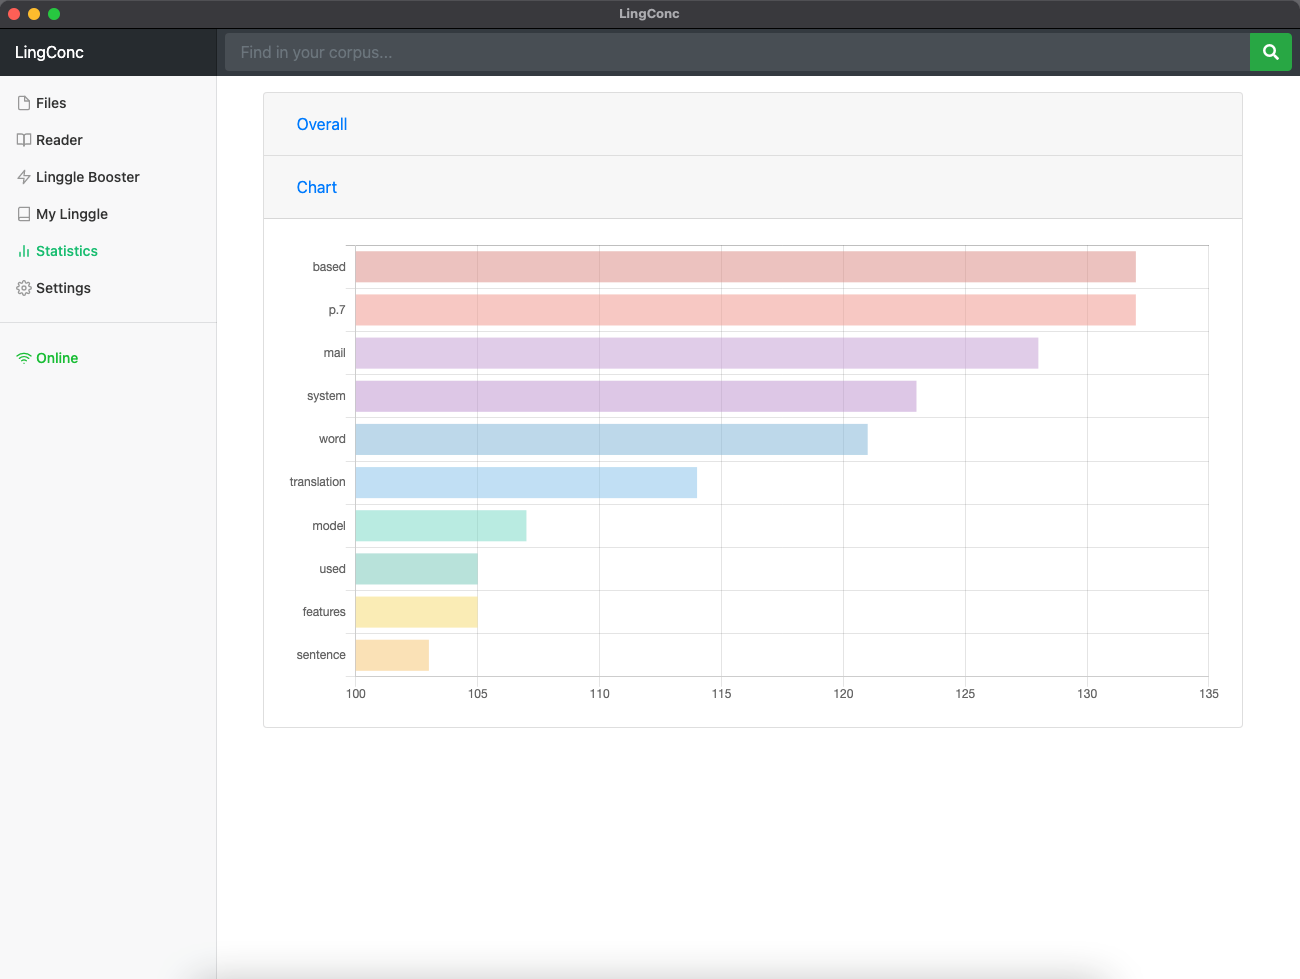 LingConc
LingConc
Find in your corpus...
Files
Reader
Linggle Booster
My Linggle
Statistics
Settings
Online
Overall
Chart
based
p.7
mail
system
word
translation
model
used
features
sentence
100 105 110 115 120 125 130 135